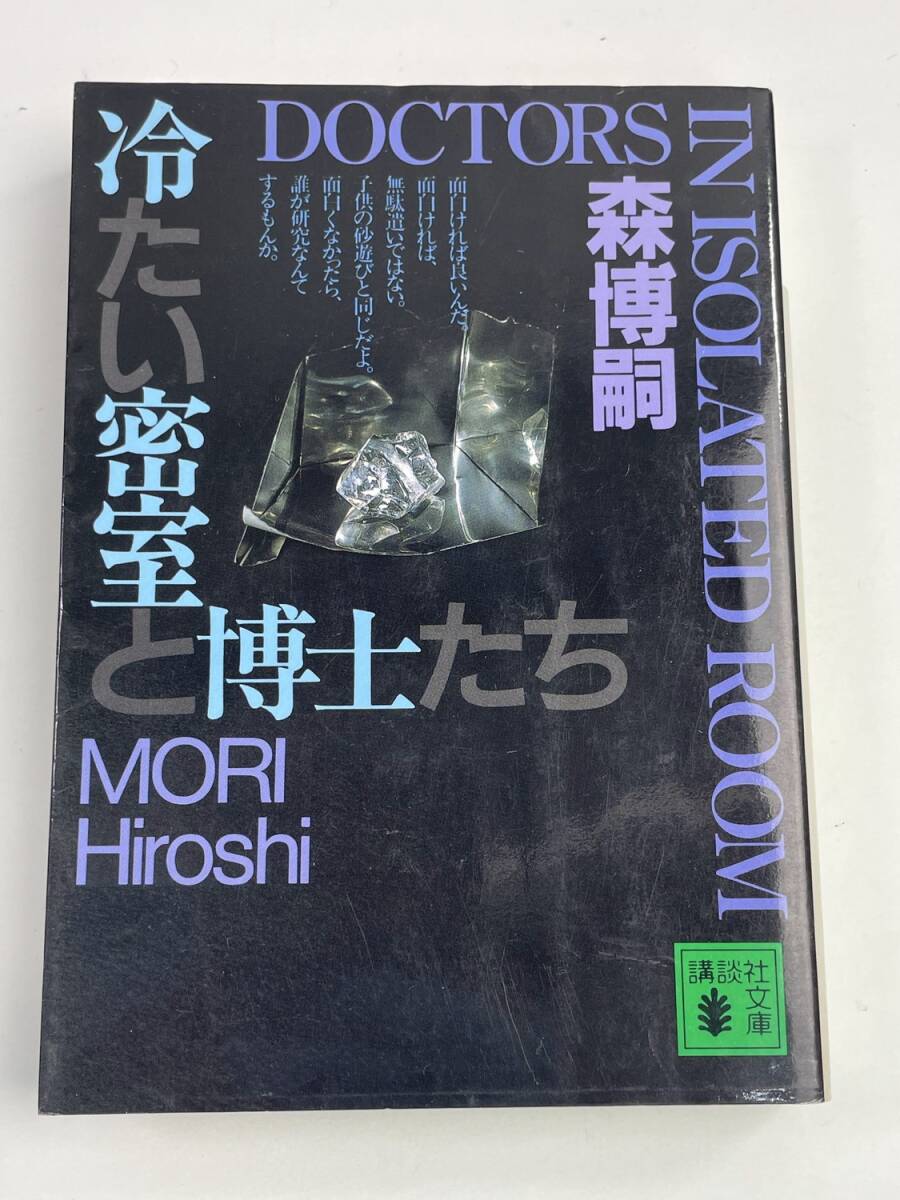 DOCTORS
IN ISOLATED ROOM
森博嗣
面白ければ良いんだ。
面白ければ、
無駄遣いではない。
子供の砂遊びと同じだよ。
面白くなかったら、
誰が研究なんて
するもんか。
冷たい密室
と博士たち
MORI
Hiroshi
講談社
文庫